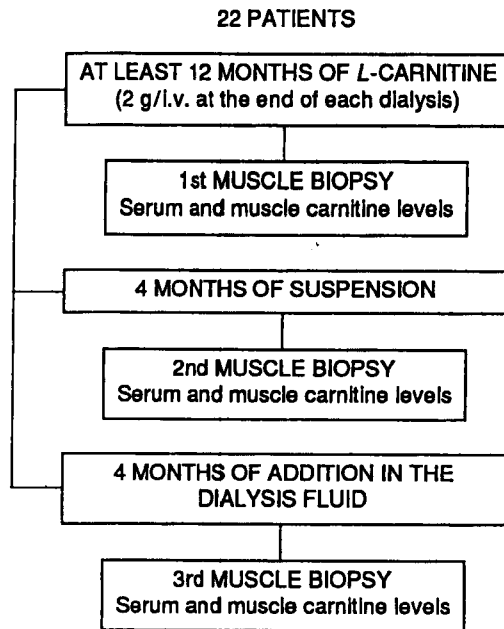 22 PATIENTS
AT LEAST 12 MONTHS OF L-CARNITINE
(2 g/i.v. at the end of each dialysis)
1st MUSCLE BIOPSY
Serum and muscle carnitine levels
4 MONTHS OF SUSPENSION
2nd MUSCLE BIOPSY
Serum and muscle carnitine levels
4 MONTHS OF ADDITION IN THE
DIALYSIS FLUID
3rd MUSCLE BIOPSY
Serum and muscle carnitine levels